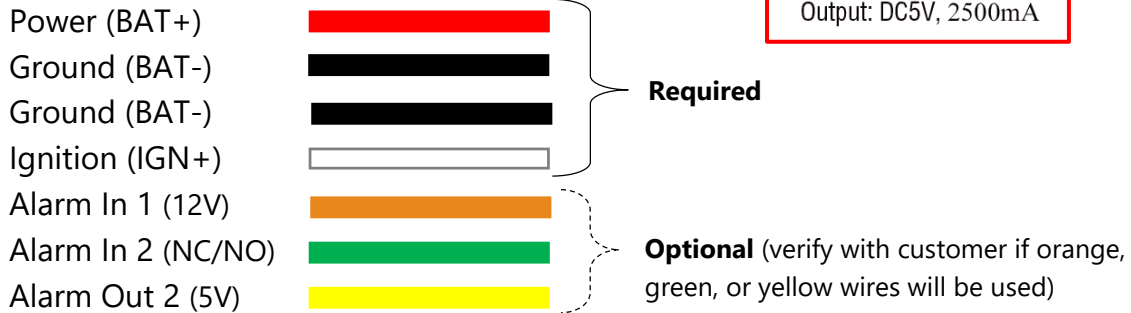 Output: DC5V, 2500mA
Power (BAT+)
Ground (BAT-)
Ground (BAT-)
Ignition (IGN+)
Alarm In 1 (12V)
Alarm In 2 (NC/NO)
Alarm Out 2 (5V)
Required
Optional (verify with customer if orange,
green, or yellow wires will be used)